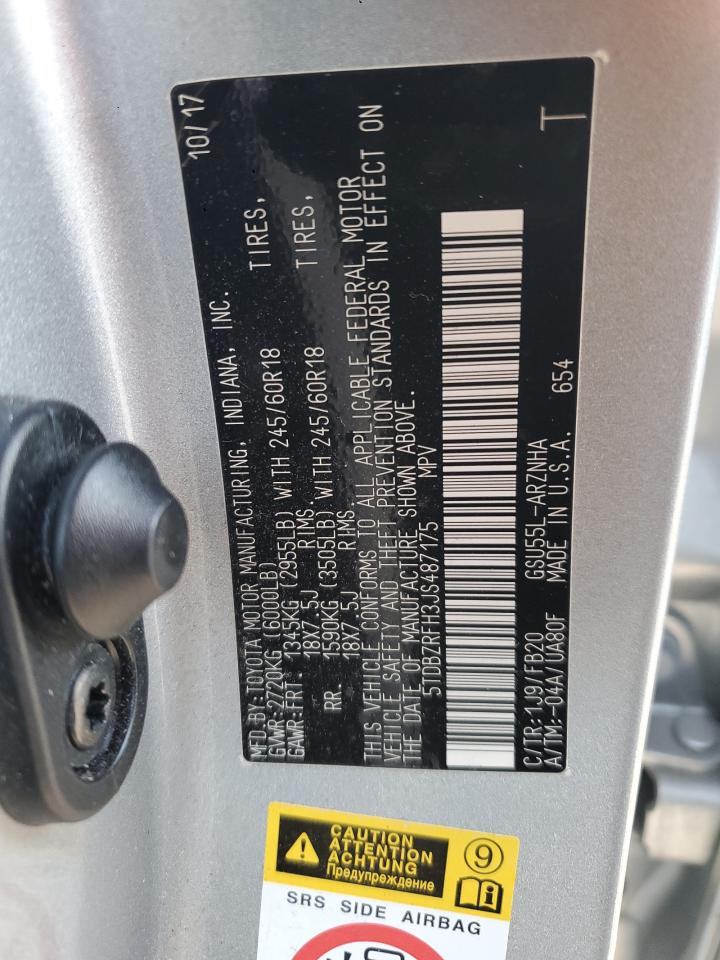 MFD.BY:TOYOTA MOTOR MANUFACTURING, INDIANA, INC. 10/17
GVWR:2720KG (6000LB)
GAWR:FRT. 1345KG (2955LB) WITH 245/60R18 TIRES,
18X7.5J RIMS.
RR. 1590KG (3505LB) WITH 245/60R18 TIRES,
18X7.5J RIMS.
THIS VEHICLE CONFORMS TO ALL APPLICABLE FEDERAL MOTOR
VEHICLE SAFETY AND THEFT PREVENTION STANDARDS IN EFFECT ON
THE DATE OF MANUFACTURE SHOWN ABOVE.
5TDBZRFH3JS487175 MPV
C/TR:1J9/FB20 GSU55L-ARZNHA
A/TM:-04A/UA80F MADE IN U.S.A. 654 T
CAUTION
ATTENTION
ACHTUNG
Предупреждение
9
i
SRS SIDE AIRBAG